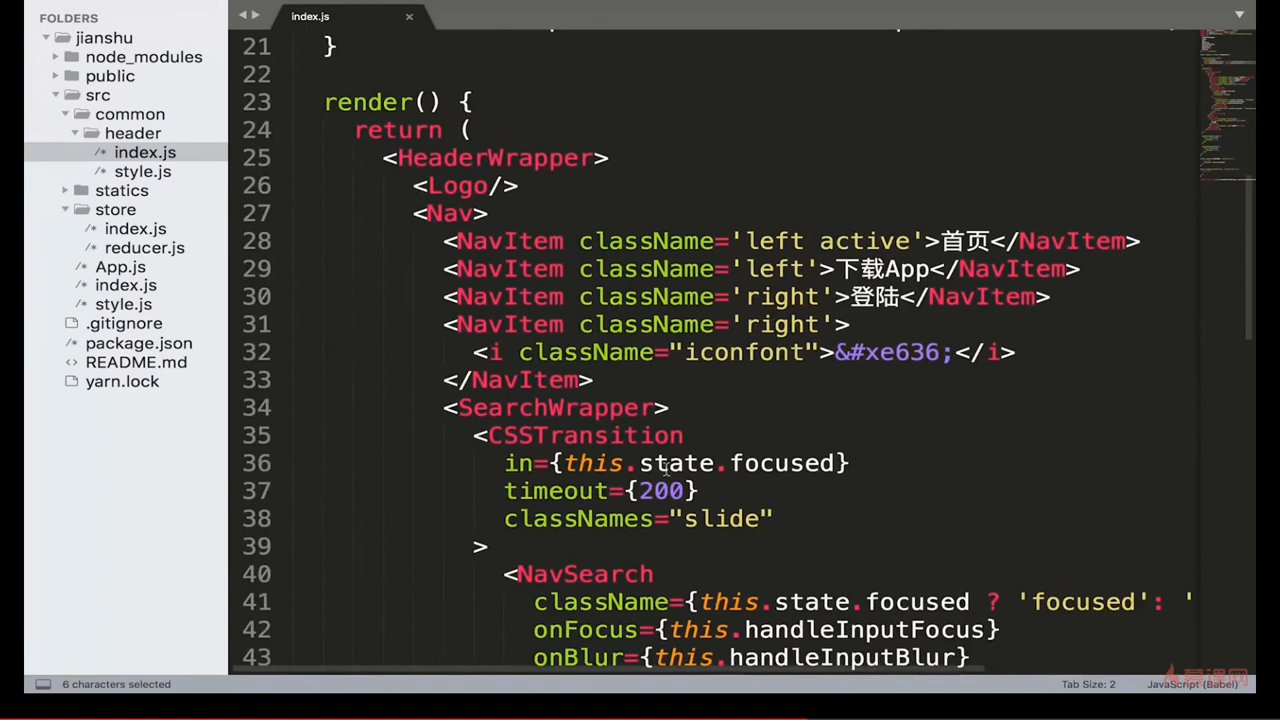 FOLDERS
jianshu
node_modules
public
src
common
header
/* index.js
/* style.js
statics
store
/* index.js
/* reducer.js
/* App.js
/* index.js
/* style.js
.gitignore
/* package.json
<> README.md
yarn.lock
index.js
21 }
22
23 render() {
24 return (
25 <HeaderWrapper>
26 <Logo/>
27 <Nav>
28 <NavItem className='left active'>首页</NavItem>
29 <NavItem className='left'>下载App</NavItem>
30 <NavItem className='right'>登陆</NavItem>
31 <NavItem className='right'>
32 <i className="iconfont">&#xe636;</i>
33 </NavItem>
34 <SearchWrapper>
35 <CSSTransition
36 in={this.state.focused}
37 timeout={200}
38 classNames="slide"
39 >
40 <NavSearch
41 className={this.state.focused ? 'focused': '
42 onFocus={this.handleInputFocus}
43 onBlur={this.handleInputBlur}
6 characters selected
Tab Size: 2
JavaScript (Babel)
慕课网